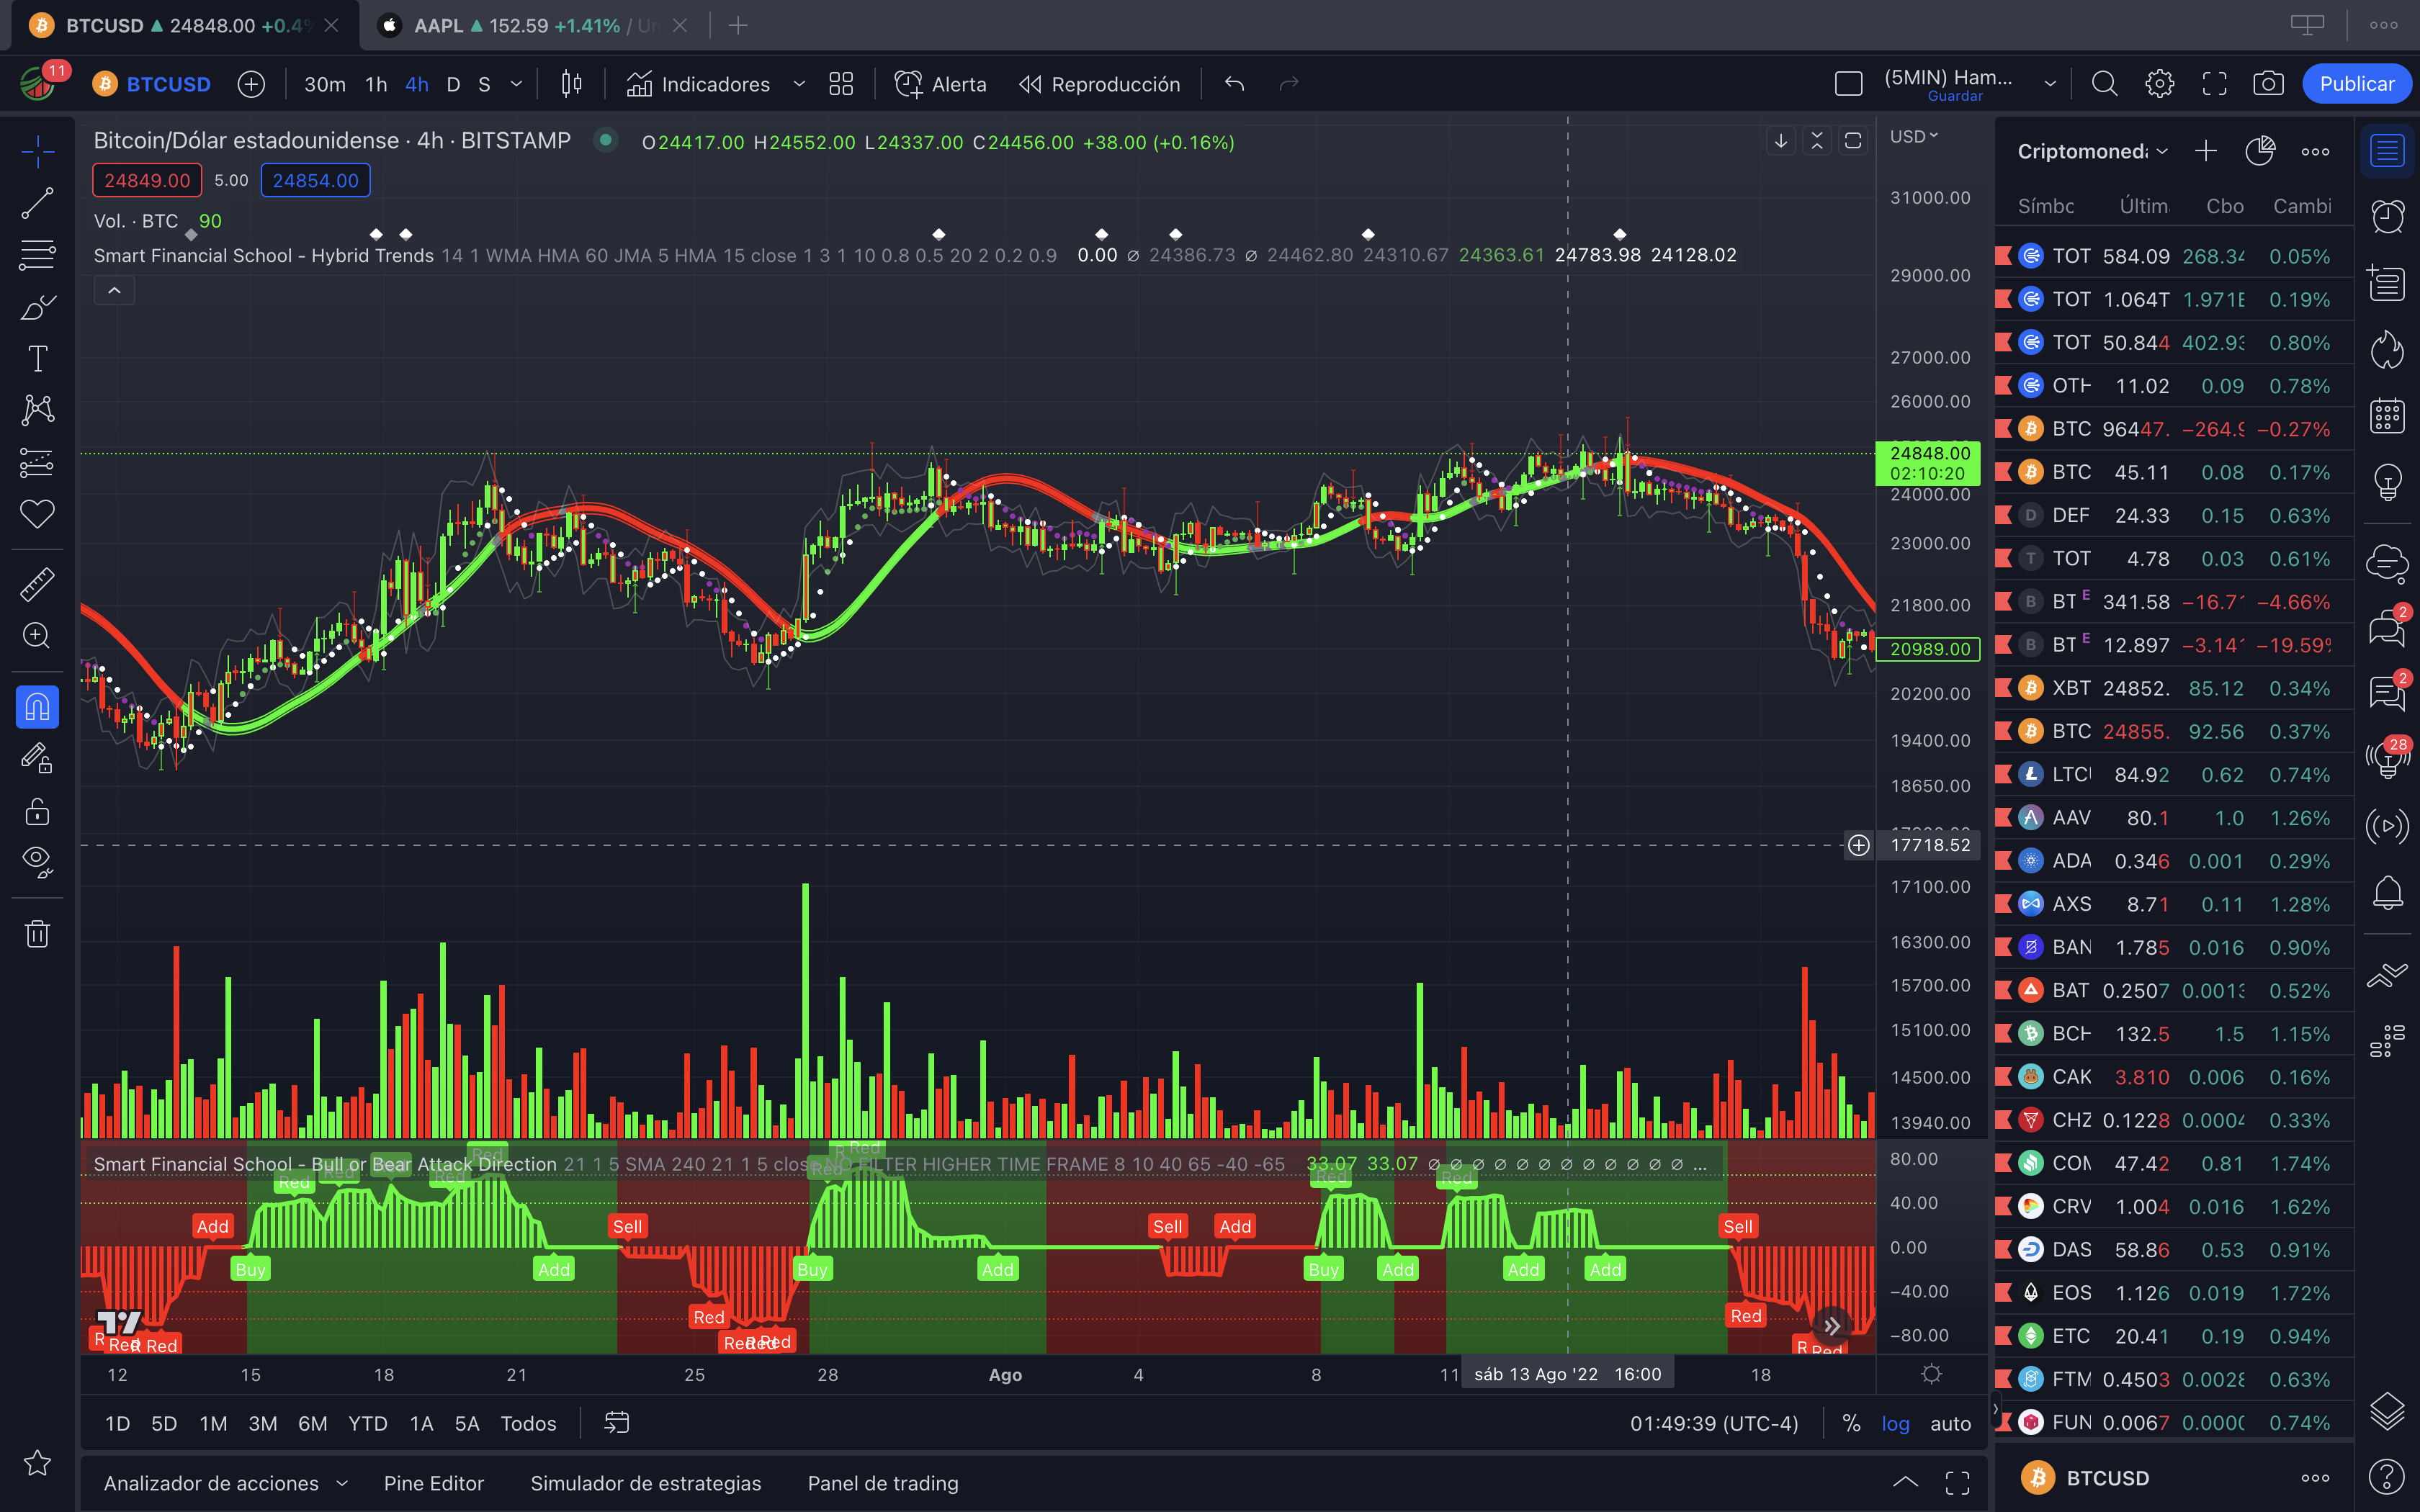 BTCUSD ▲ 24848.00 +0.4%
AAPL ▲ 152.59 +1.41% / Un
11
BTCUSD
30m 1h 4h D S
Indicadores
Alerta
Reproducción
(5MIN) Ham...
Guardar
Publicar
Bitcoin/Dólar estadounidense · 4h · BITSTAMP
O24417.00 H24552.00 L24337.00 C24456.00 +38.00 (+0.16%)
24849.00 5.00 24854.00
Vol. · BTC 90
Smart Financial School - Hybrid Trends 14 1 WMA HMA 60 JMA 5 HMA 15 close 1 3 1 10 0.8 0.5 20 2 0.2 0.9 0.00 ∅ 24386.73 ∅ 24462.80 24310.67 24363.61 24783.98 24128.02
USD
31000.00
29000.00
27000.00
26000.00
24848.00
02:10:20
24000.00
23000.00
21800.00
20989.00
20200.00
19400.00
18650.00
17718.52
17100.00
16300.00
15700.00
15100.00
14500.00
13940.00
Smart Financial School - Bull or Bear Attack Direction 21 1 5 SMA 240 21 1 5 close NO FILTER HIGHER TIME FRAME 8 10 40 65 -40 -65 33.07 33.07 ∅ ∅ ∅ ∅ ∅ ∅ ∅ ∅ ∅ ∅ ∅ ∅ ...
80.00
40.00
0.00
−40.00
−80.00
Red Red Red Red Red Red Red Red Red
Add Sell Sell Add Sell
Buy Add Buy Add Buy Add Add Add
Red Red
Red Red Red Red Red
12 15 18 21 25 28 Ago 4 8 11 sáb 13 Ago '22 16:00 18
1D 5D 1M 3M 6M YTD 1A 5A Todos
01:49:39 (UTC-4) % log auto
Analizador de acciones
Pine Editor
Simulador de estrategias
Panel de trading
Criptomoned
Símbo Últim Cbo Cambi
TOT 584.09 268.34 0.05%
TOT 1.064T 1.971B 0.19%
TOT 50.844 402.93 0.80%
OTH 11.02 0.09 0.78%
BTC 96447. −264.9 −0.27%
BTC 45.11 0.08 0.17%
D DEF 24.33 0.15 0.63%
T TOT 4.78 0.03 0.61%
B BT E 341.58 −16.7 −4.66%
B BT E 12.897 −3.14 −19.59%
XBT 24852. 85.12 0.34%
BTC 24855. 92.56 0.37%
LTC 84.92 0.62 0.74%
AAV 80.1 1.0 1.26%
ADA 0.346 0.001 0.29%
AXS 8.71 0.11 1.28%
BAN 1.785 0.016 0.90%
BAT 0.2507 0.0013 0.52%
BCH 132.5 1.5 1.15%
CAK 3.810 0.006 0.16%
CHZ 0.1228 0.0004 0.33%
COM 47.42 0.81 1.74%
CRV 1.004 0.016 1.62%
DAS 58.86 0.53 0.91%
EOS 1.126 0.019 1.72%
ETC 20.41 0.19 0.94%
FTM 0.4503 0.0028 0.63%
FUN 0.0067 0.0000 0.74%
BTCUSD
2
2
28